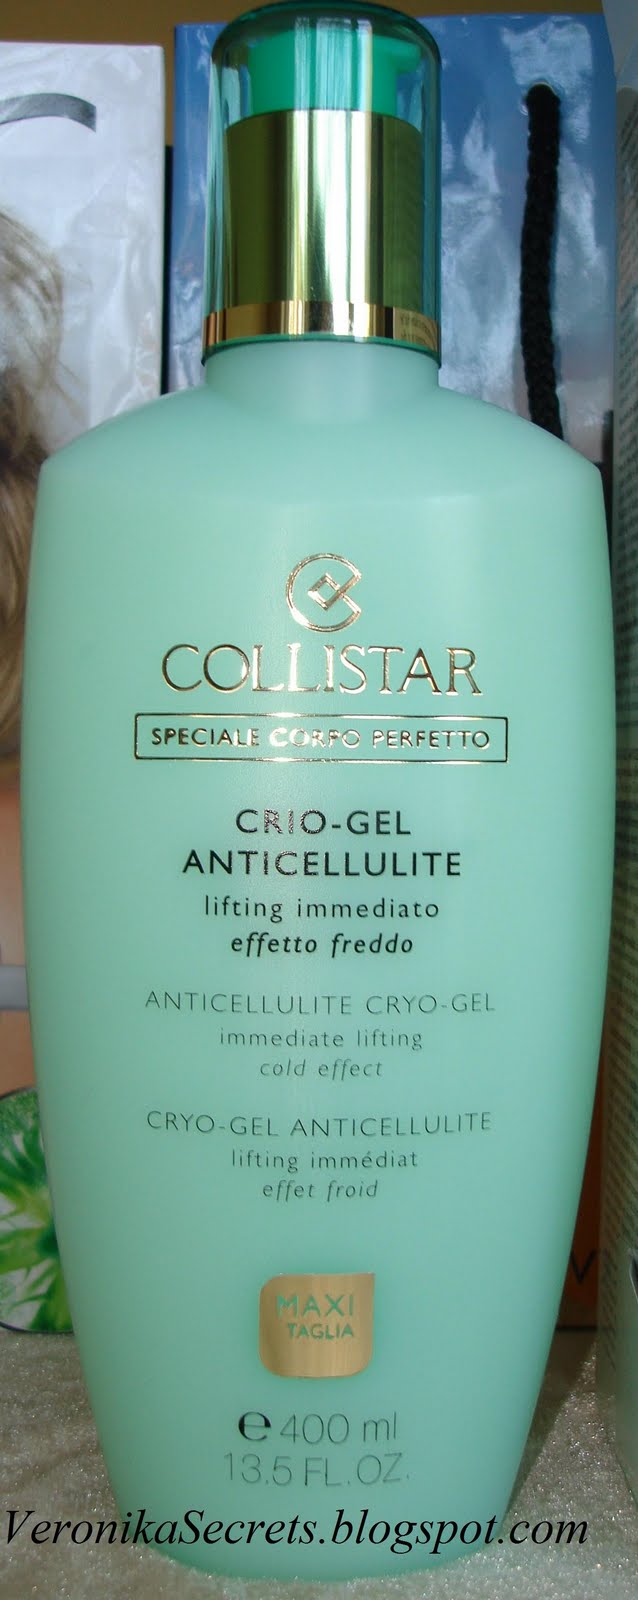 COLLISTAR
SPECIALE CORPO PERFETTO
CRIO-GEL
ANTICELLULITE
lifting immediato
effetto freddo
ANTICELLULITE CRYO-GEL
immediate lifting
cold effect
CRYO-GEL ANTICELLULITE
lifting immédiat
effet froid
MAXI
TAGLIA
℮ 400 ml
13.5 FL. OZ.
VeronikaSecrets.blogspot.com